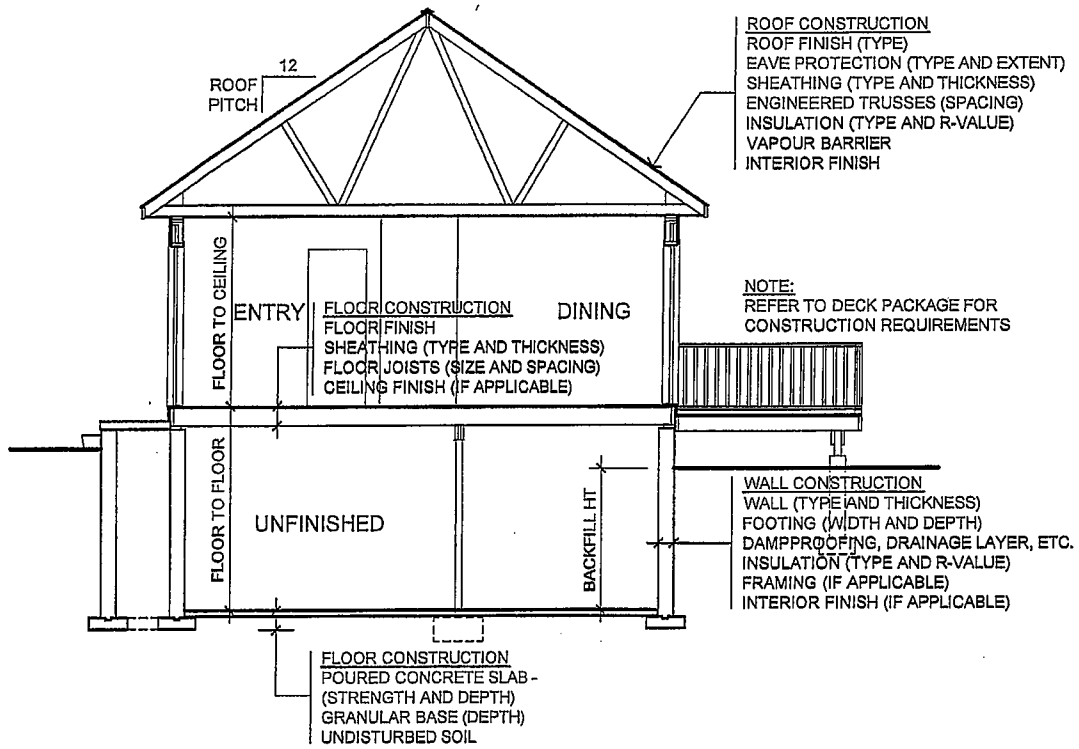 ROOF CONSTRUCTION
ROOF FINISH (TYPE)
EAVE PROTECTION (TYPE AND EXTENT)
SHEATHING (TYPE AND THICKNESS)
ENGINEERED TRUSSES (SPACING)
INSULATION (TYPE AND R-VALUE)
VAPOUR BARRIER
INTERIOR FINISH
12
ROOF
PITCH
FLOOR TO CEILING
ENTRY
FLOOR CONSTRUCTION
FLOOR FINISH
SHEATHING (TYPE AND THICKNESS)
FLOOR JOISTS (SIZE AND SPACING)
CEILING FINISH (IF APPLICABLE)
DINING
NOTE:
REFER TO DECK PACKAGE FOR
CONSTRUCTION REQUIREMENTS
FLOOR TO FLOOR
UNFINISHED
BACKFILL HT
WALL CONSTRUCTION
WALL (TYPE AND THICKNESS)
FOOTING (WIDTH AND DEPTH)
DAMPPROOFING, DRAINAGE LAYER, ETC.
INSULATION (TYPE AND R-VALUE)
FRAMING (IF APPLICABLE)
INTERIOR FINISH (IF APPLICABLE)
FLOOR CONSTRUCTION
POURED CONCRETE SLAB -
(STRENGTH AND DEPTH)
GRANULAR BASE (DEPTH)
UNDISTURBED SOIL